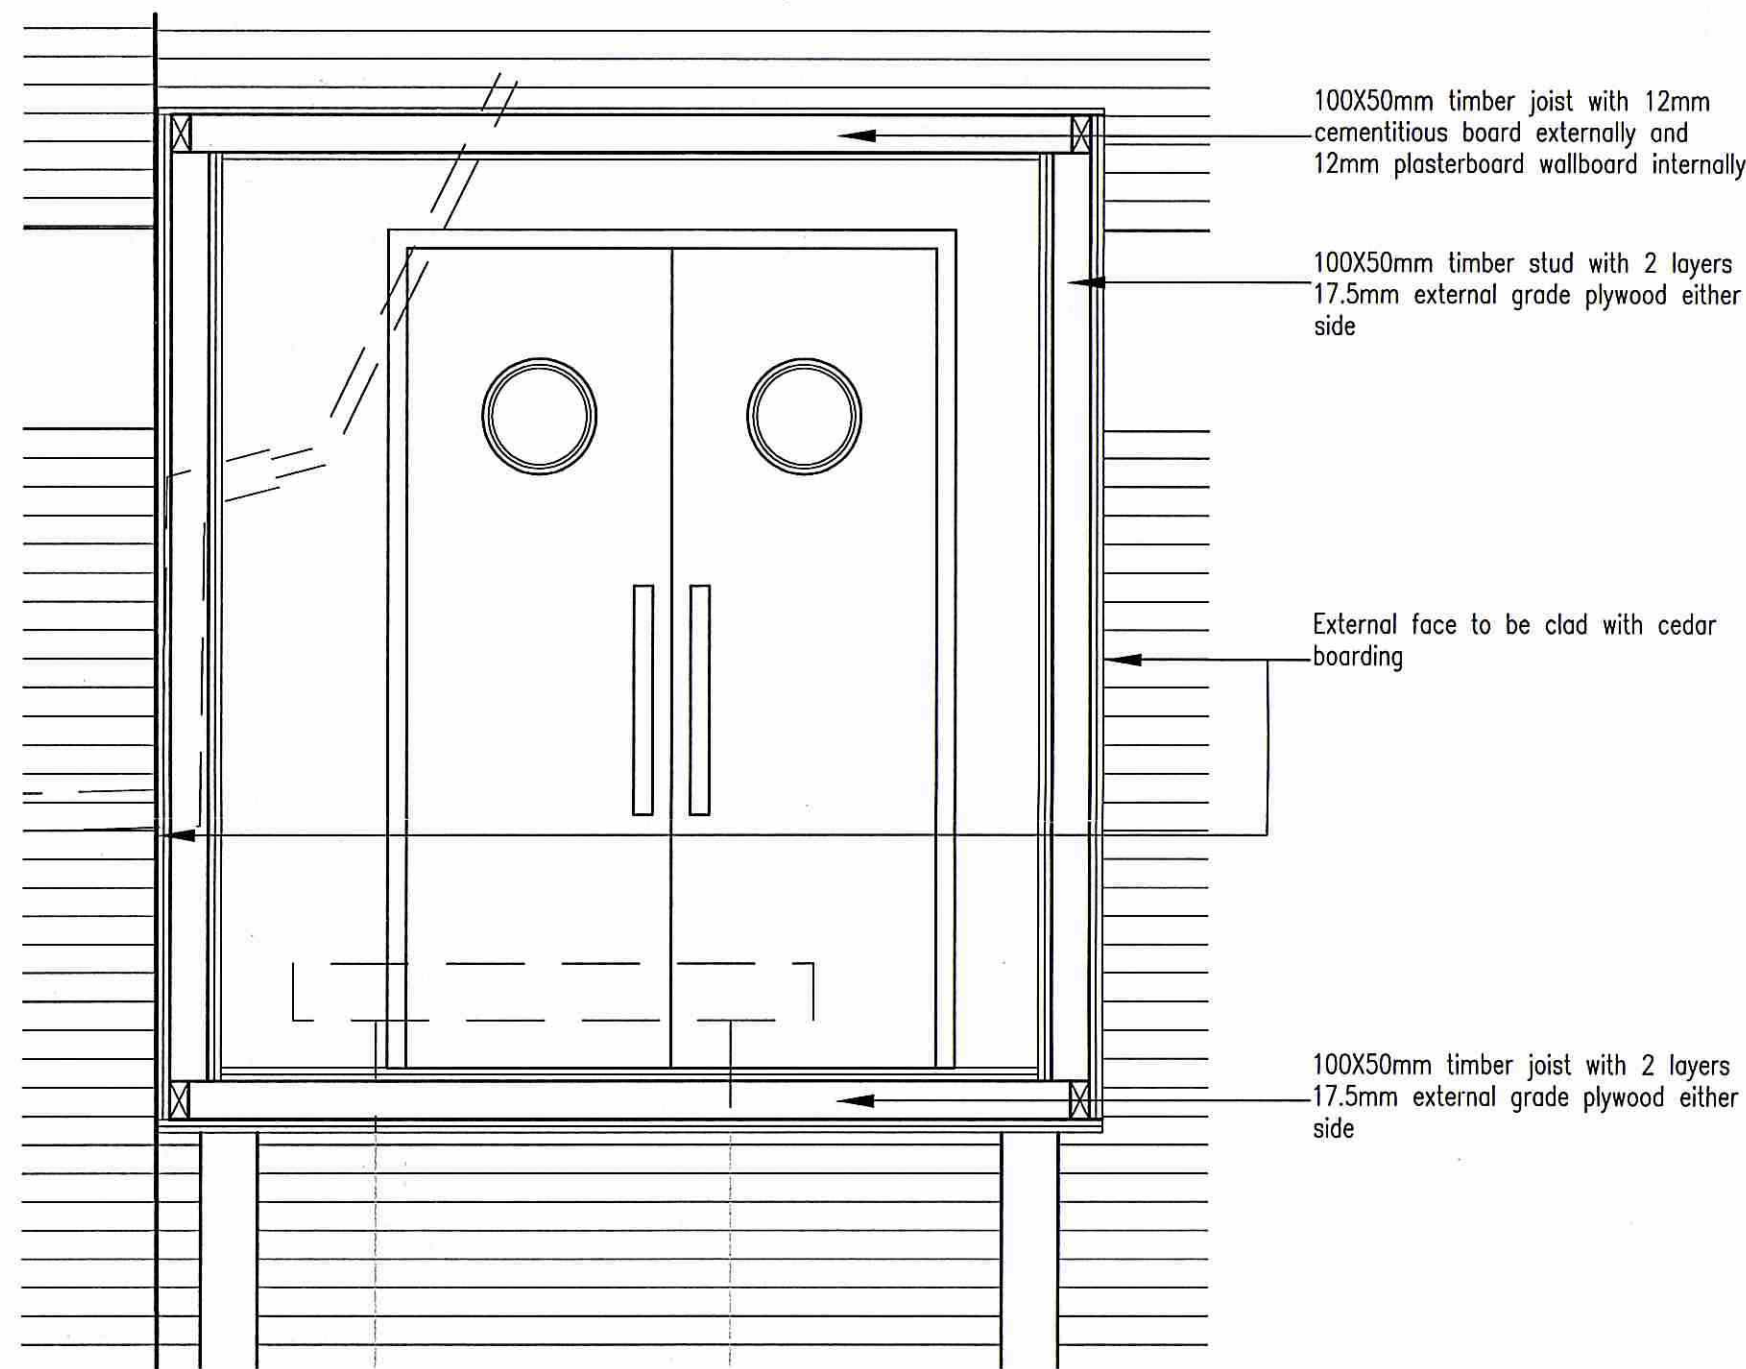 100X50mm timber joist with 12mm
cementitious board externally and
12mm plasterboard wallboard internally
100X50mm timber stud with 2 layers
17.5mm external grade plywood either
side
External face to be clad with cedar
boarding
100X50mm timber joist with 2 layers
17.5mm external grade plywood either
side